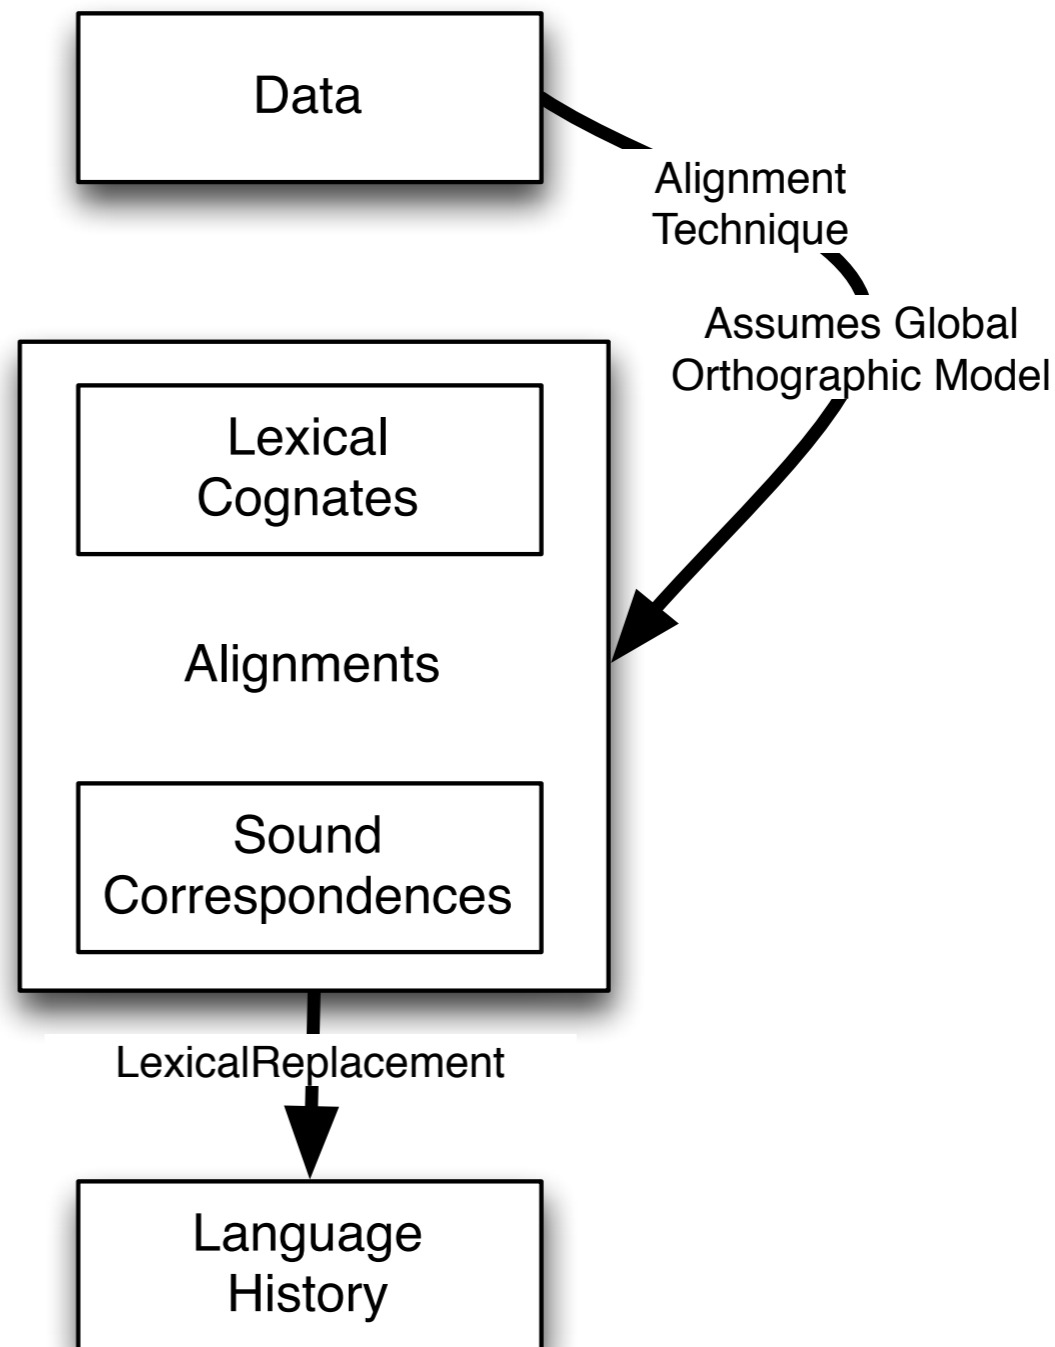 Data
Alignment
Technique
Assumes Global
Orthographic Model
Lexical
Cognates
Alignments
Sound
Correspondences
LexicalReplacement
Language
History